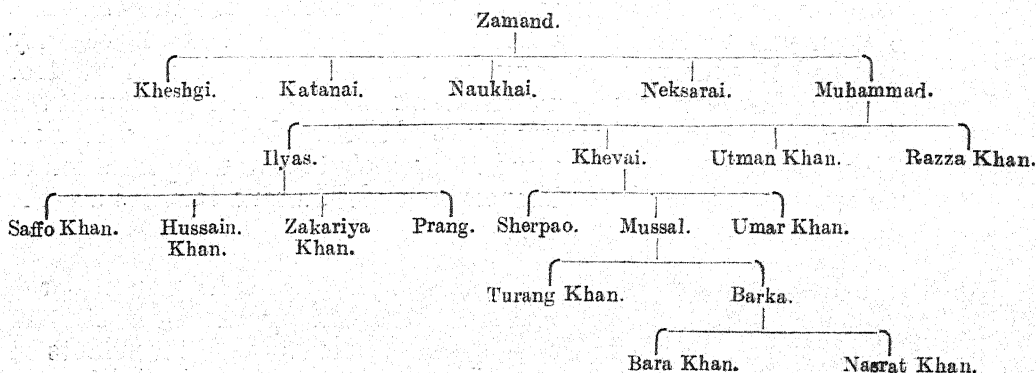 Zamand.
Kheshgi. Katanai. Naukhai. Neksarai. Muhammad.
Ilyas. Khevai. Utman Khan. Razza Khan.
Saffo Khan. Hussain. Zakariya Prang. Sherpao. Mussal. Umar Khan.
Khan. Khan.
Turang Khan. Barka.
Bara Khan. Nasrat Khan.